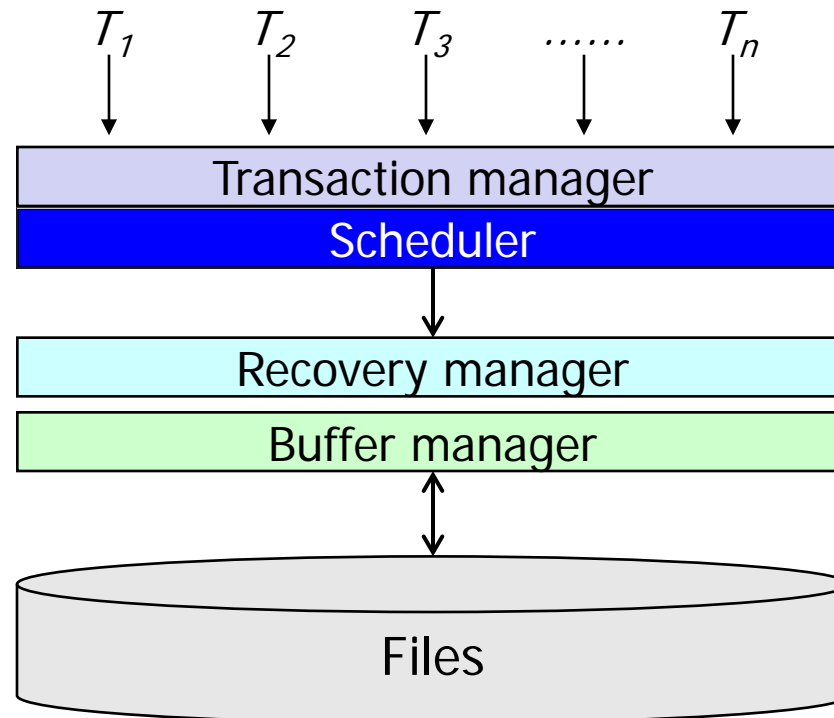 T1 T2 T3 ...... Tn
Transaction manager
Scheduler
Recovery manager
Buffer manager
Files